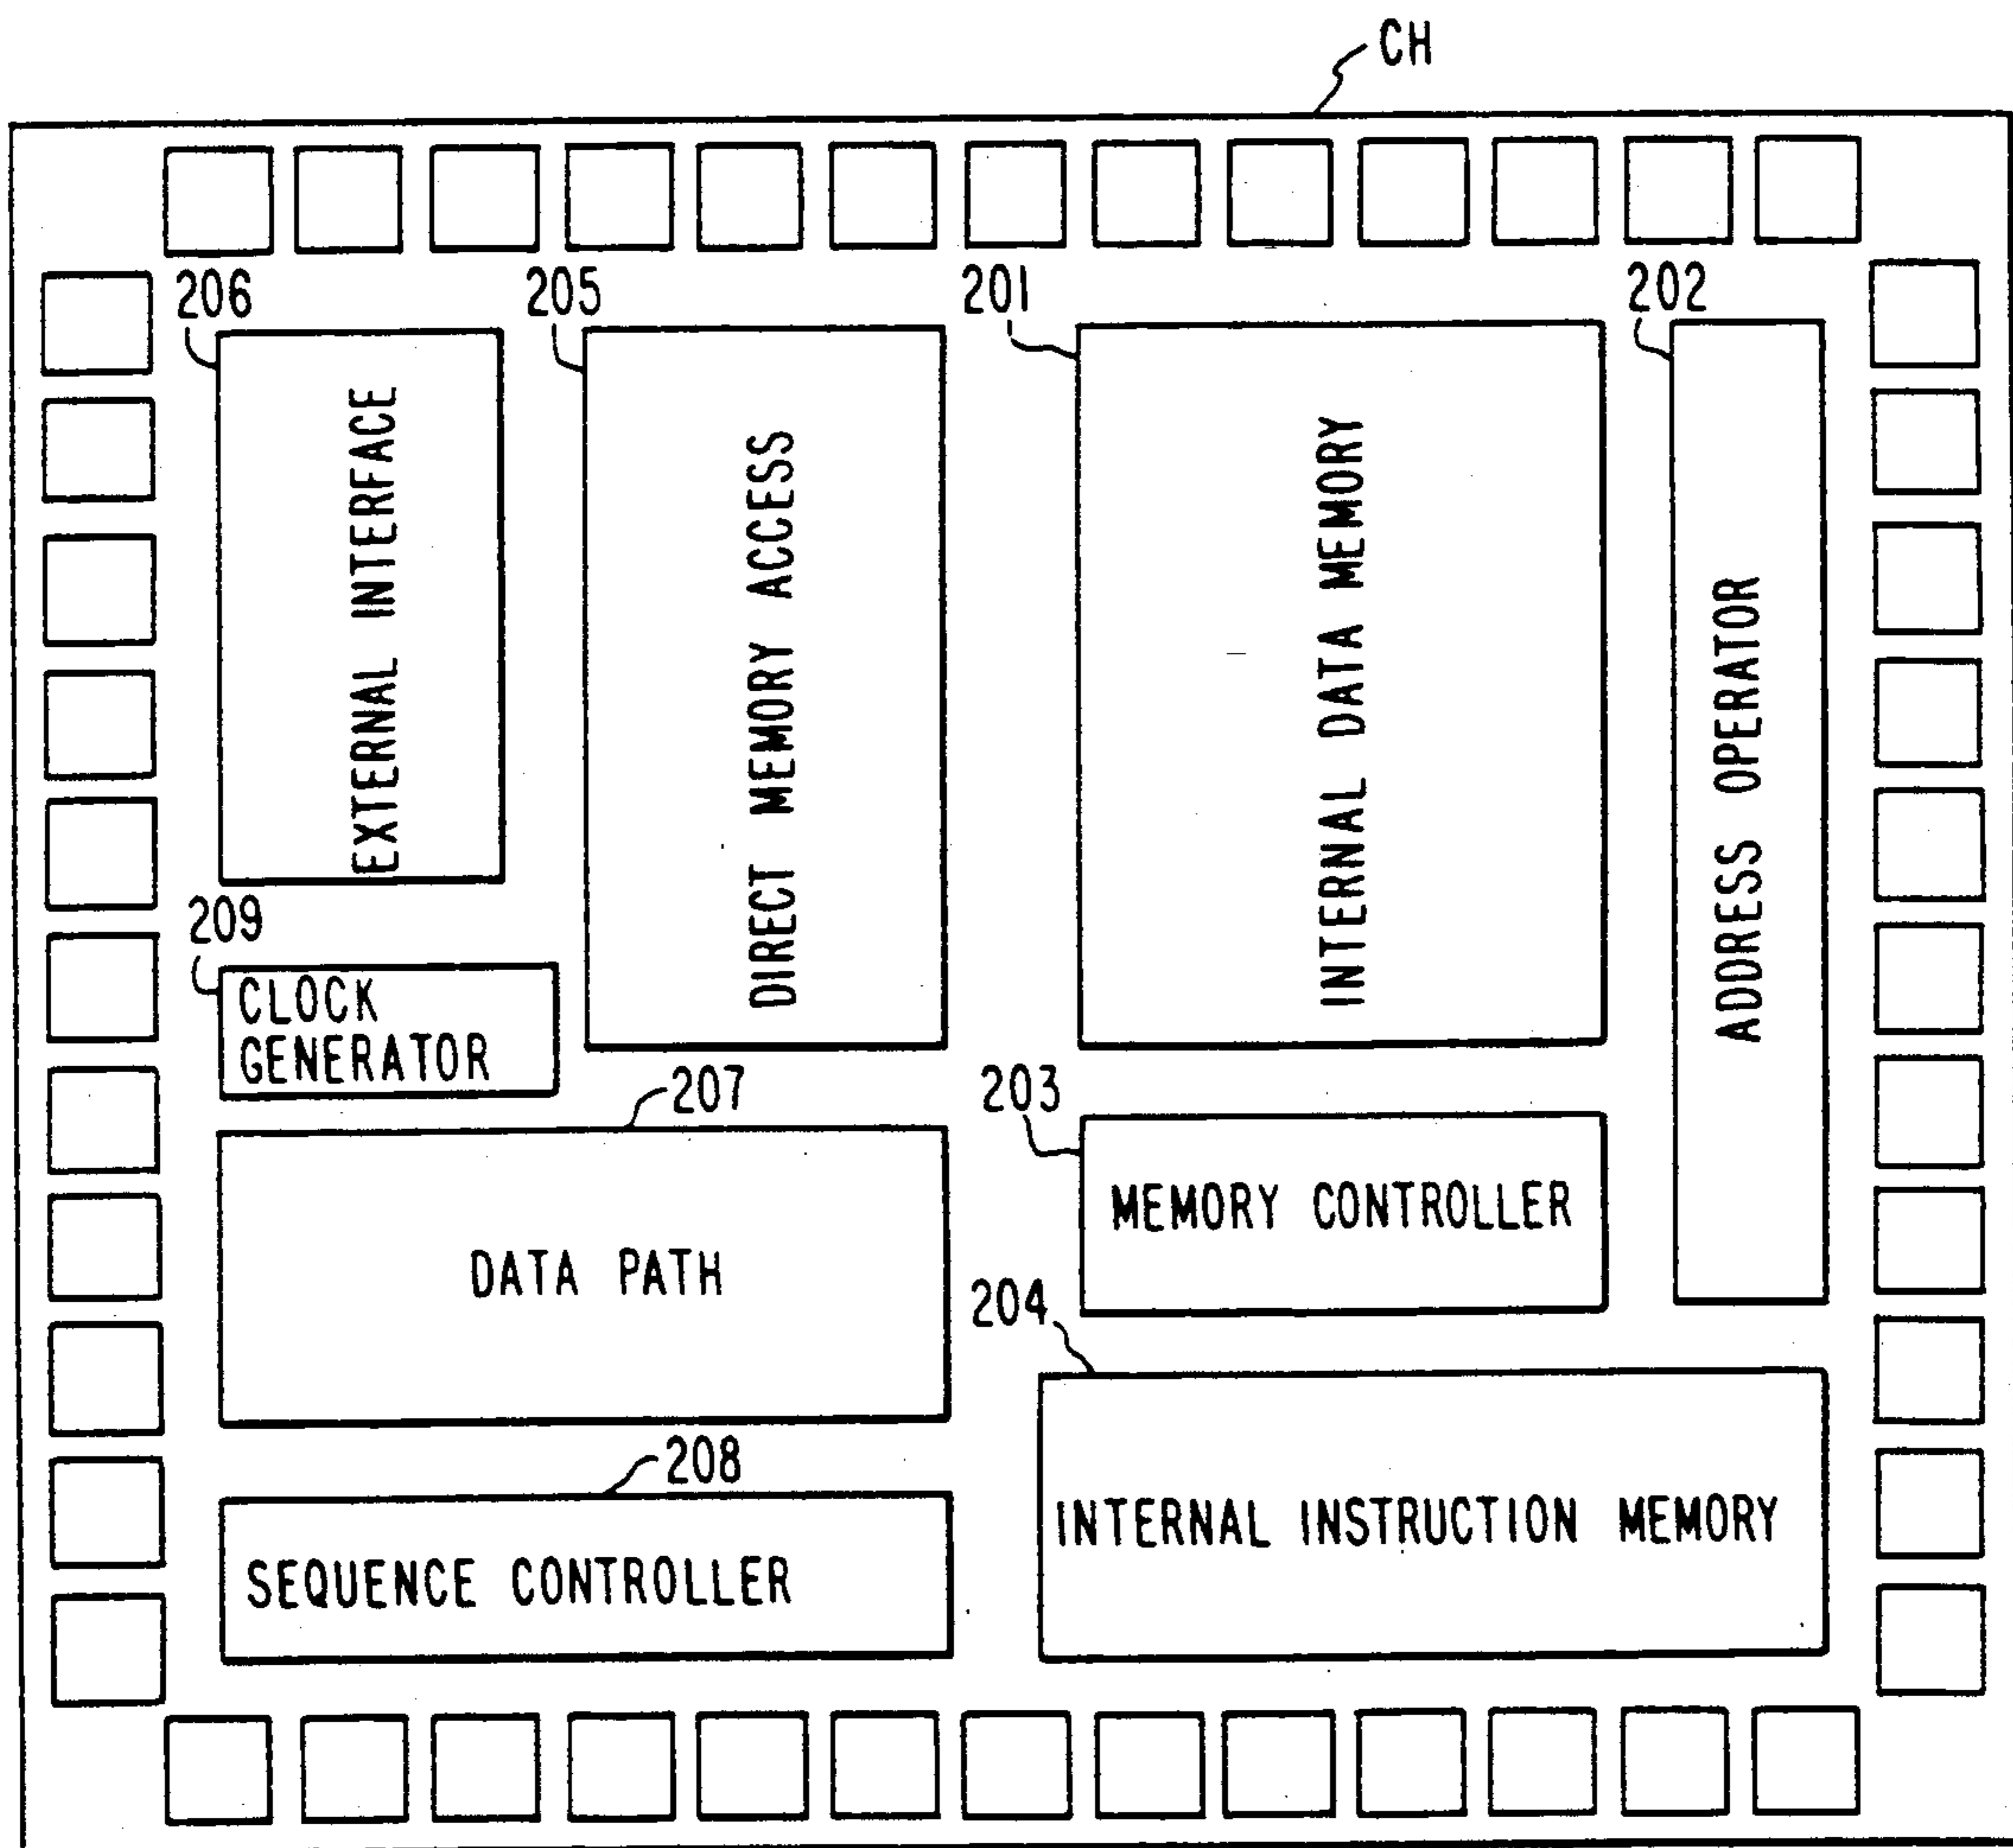 CH
206
205
201
202
EXTERNAL INTERFACE
DIRECT MEMORY ACCESS
INTERNAL DATA MEMORY
ADDRESS OPERATOR
209
CLOCK
GENERATOR
207
203
DATA PATH
MEMORY CONTROLLER
204
208
SEQUENCE CONTROLLER
INTERNAL INSTRUCTION MEMORY